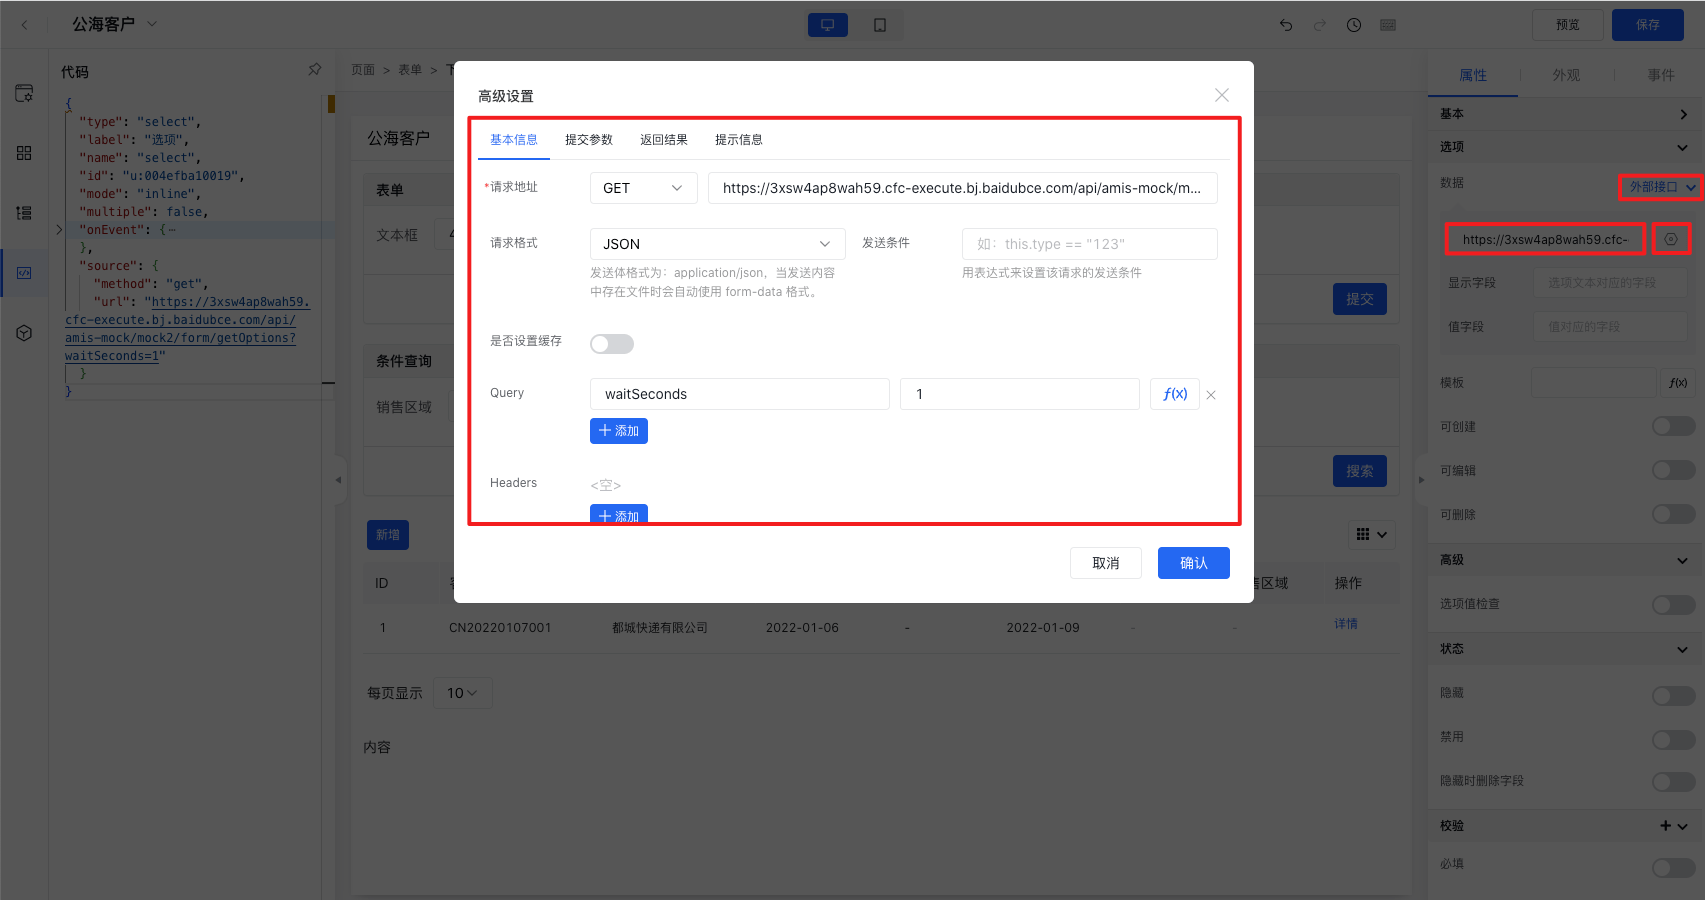 公海客户
预览
保存
代码
{
"type": "select",
"label": "选项",
"name": "select",
"id": "u:004efba10019",
"mode": "inline",
"multiple": false,
"onEvent": {
},
"source": {
"method": "get",
"url": "https://3xsw4ap8wah59.
cfc-execute.bj.baidubce.com/api/
amis-mock/mock2/form/getOptions?
waitSeconds=1"
}
}
页面 > 表单 >
公海客户
表单
文本框
提交
条件查询
销售区域
搜索
新增
ID
区域
操作
1
CN20220107001
都城快递有限公司
2022-01-06
-
2022-01-09
-
-
详情
每页显示
10
内容
高级设置
基本信息
提交参数
返回结果
提示信息
*请求地址
GET
https://3xsw4ap8wah59.cfc-execute.bj.baidubce.com/api/amis-mock/m...
请求格式
JSON
发送条件
如：this.type == "123"
发送体格式为：application/json，当发送内容
中存在文件时会自动使用 form-data 格式。
用表达式来设置该请求的发送条件
是否设置缓存
Query
waitSeconds
1
ƒ(x)
添加
Headers
<空>
添加
取消
确认
属性
外观
事件
基本
选项
数据
外部接口
https://3xsw4ap8wah59.cfc-
显示字段
选项文本对应的字段
值字段
值对应的字段
模板
ƒ(x)
可创建
可编辑
可删除
高级
选项值检查
状态
隐藏
禁用
隐藏时删除字段
校验
必填